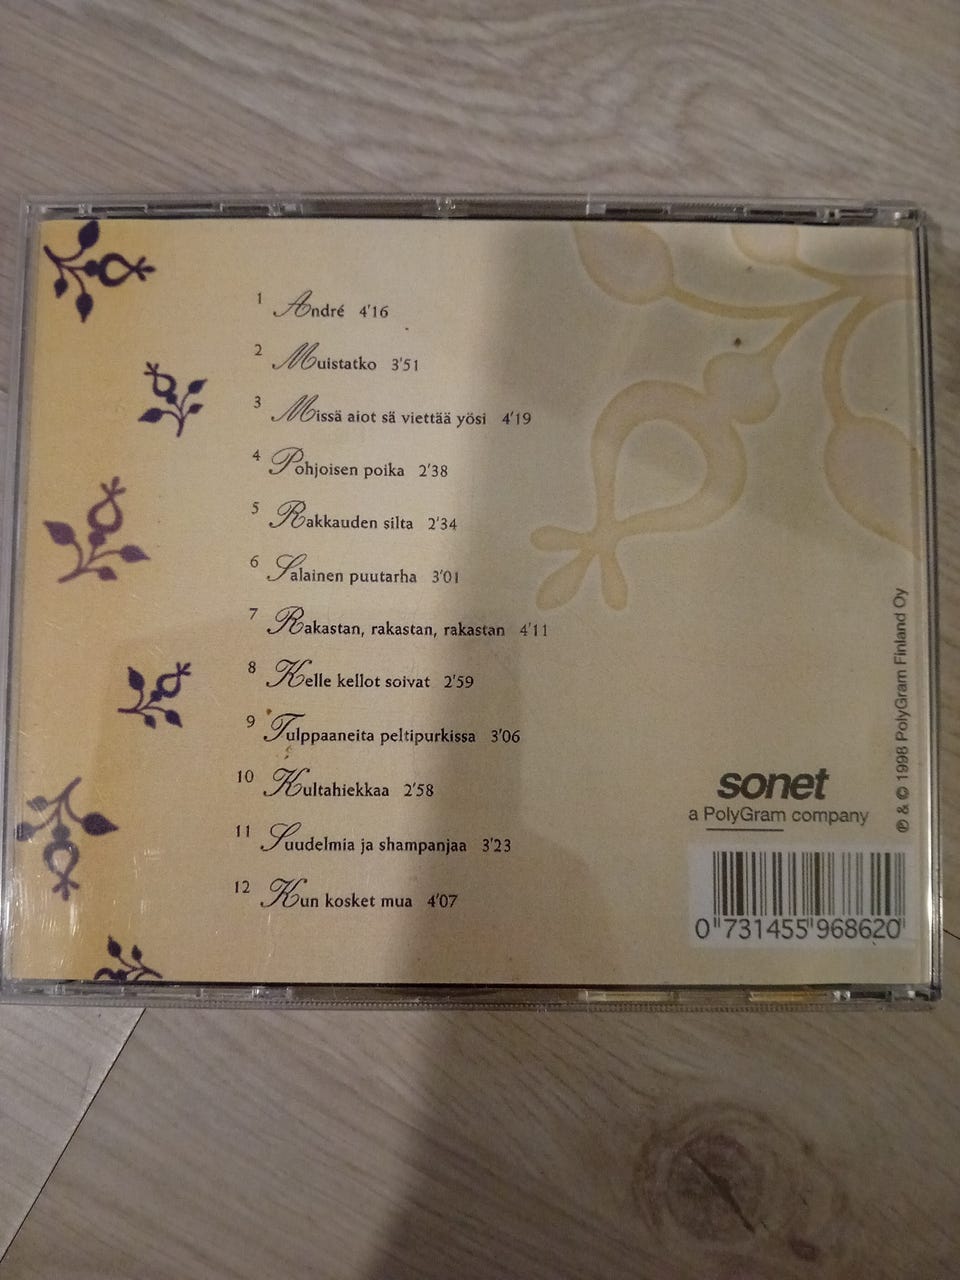 1 André 4'16
2 Muistatko 3'51
3 Missä aiot sä viettää yösi 4'19
4 Pohjoisen poika 2'38
5 Rakkauden silta 2'34
6 Salainen puutarha 3'01
7 Rakastan, rakastan, rakastan 4'11
8 Kelle kellot soivat 2'59
9 Tulppaaneita peltipurkissa 3'06
10 Kultahiekkaa 2'58
11 Suudelmia ja shampanjaa 3'23
12 Kun kosket mua 4'07
sonet
a PolyGram company
0 731455 968620
℗ & © 1998 PolyGram Finland Oy